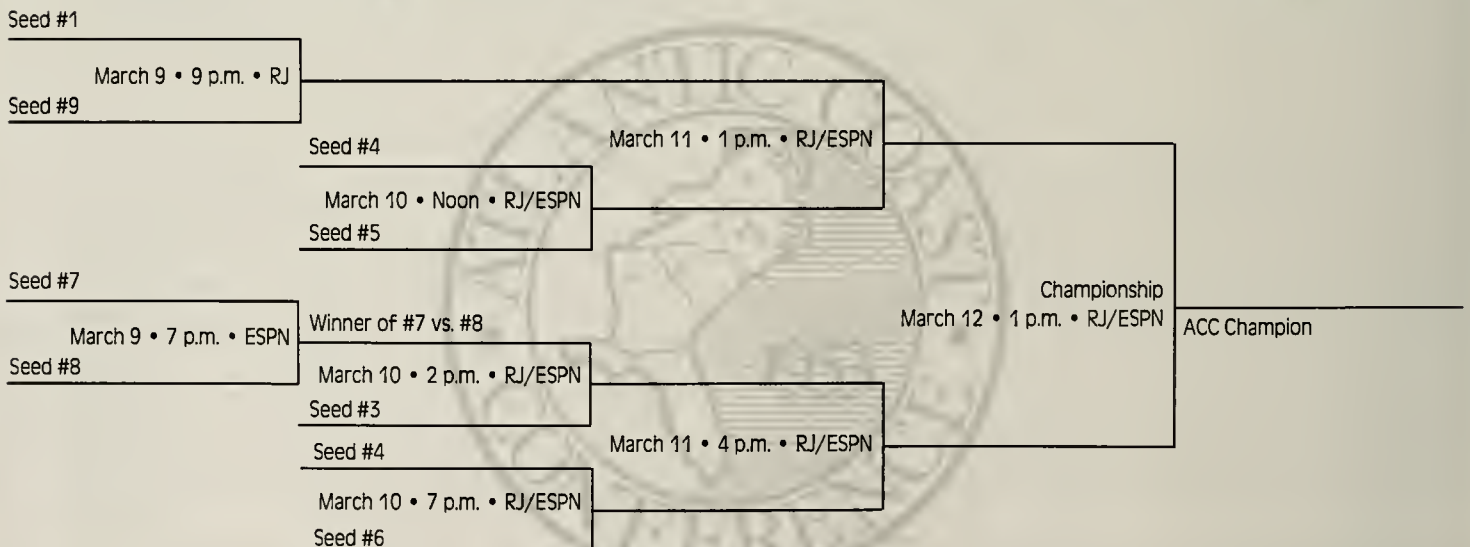 Seed #1
March 9 • 9 p.m. • RJ
Seed #9
Seed #4
March 10 • Noon • RJ/ESPN
Seed #5
March 11 • 1 p.m. • RJ/ESPN
Seed #7
March 9 • 7 p.m. • ESPN
Seed #8
Winner of #7 vs. #8
March 10 • 2 p.m. • RJ/ESPN
Seed #3
Seed #4
March 10 • 7 p.m. • RJ/ESPN
Seed #6
March 11 • 4 p.m. • RJ/ESPN
Championship
March 12 • 1 p.m. • RJ/ESPN
ACC Champion
ATLANTIC COAST CONFERENCE